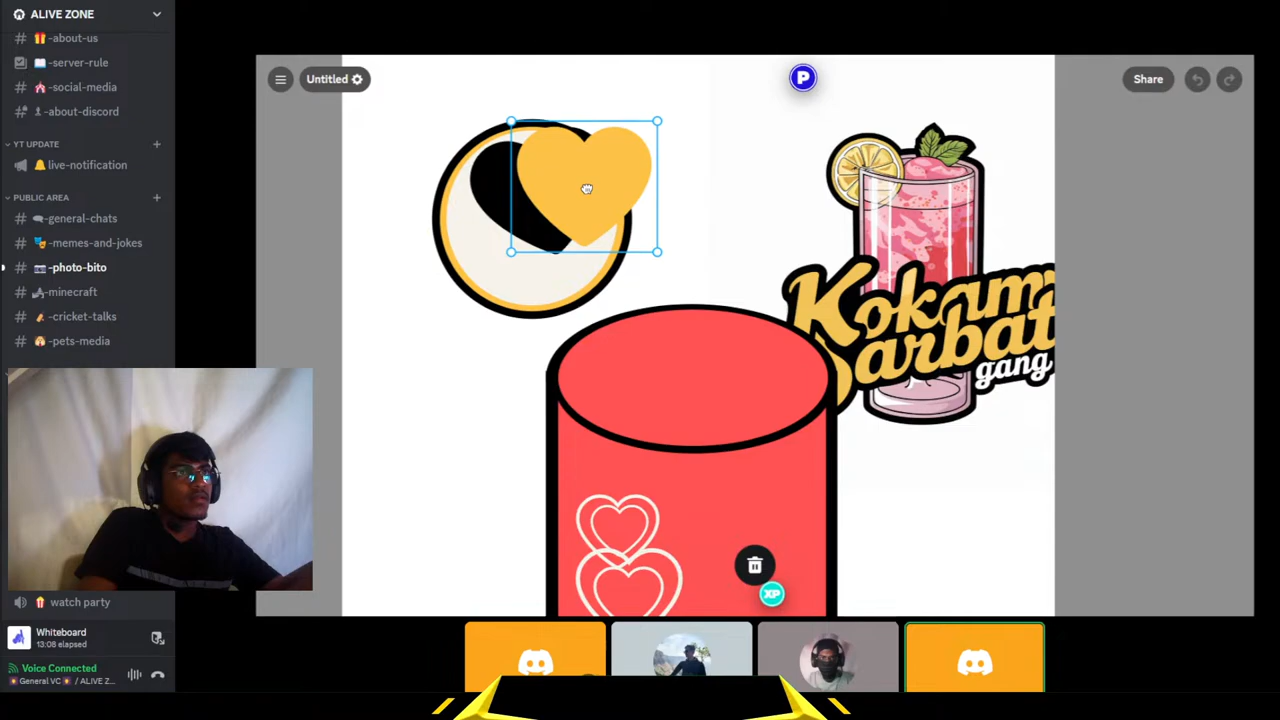 ALIVE ZONE
-about-us
-server-rule
-social-media
-about-discord
YT UPDATE
live-notification
PUBLIC AREA
-general-chats
-memes-and-jokes
-photo-bito
-minecraft
-cricket-talks
-pets-media
watch party
Whiteboard
13:08 elapsed
Voice Connected
General VC / ALIVE Z...
Untitled
P
Share
Kokam
Sarbat
gang
XP